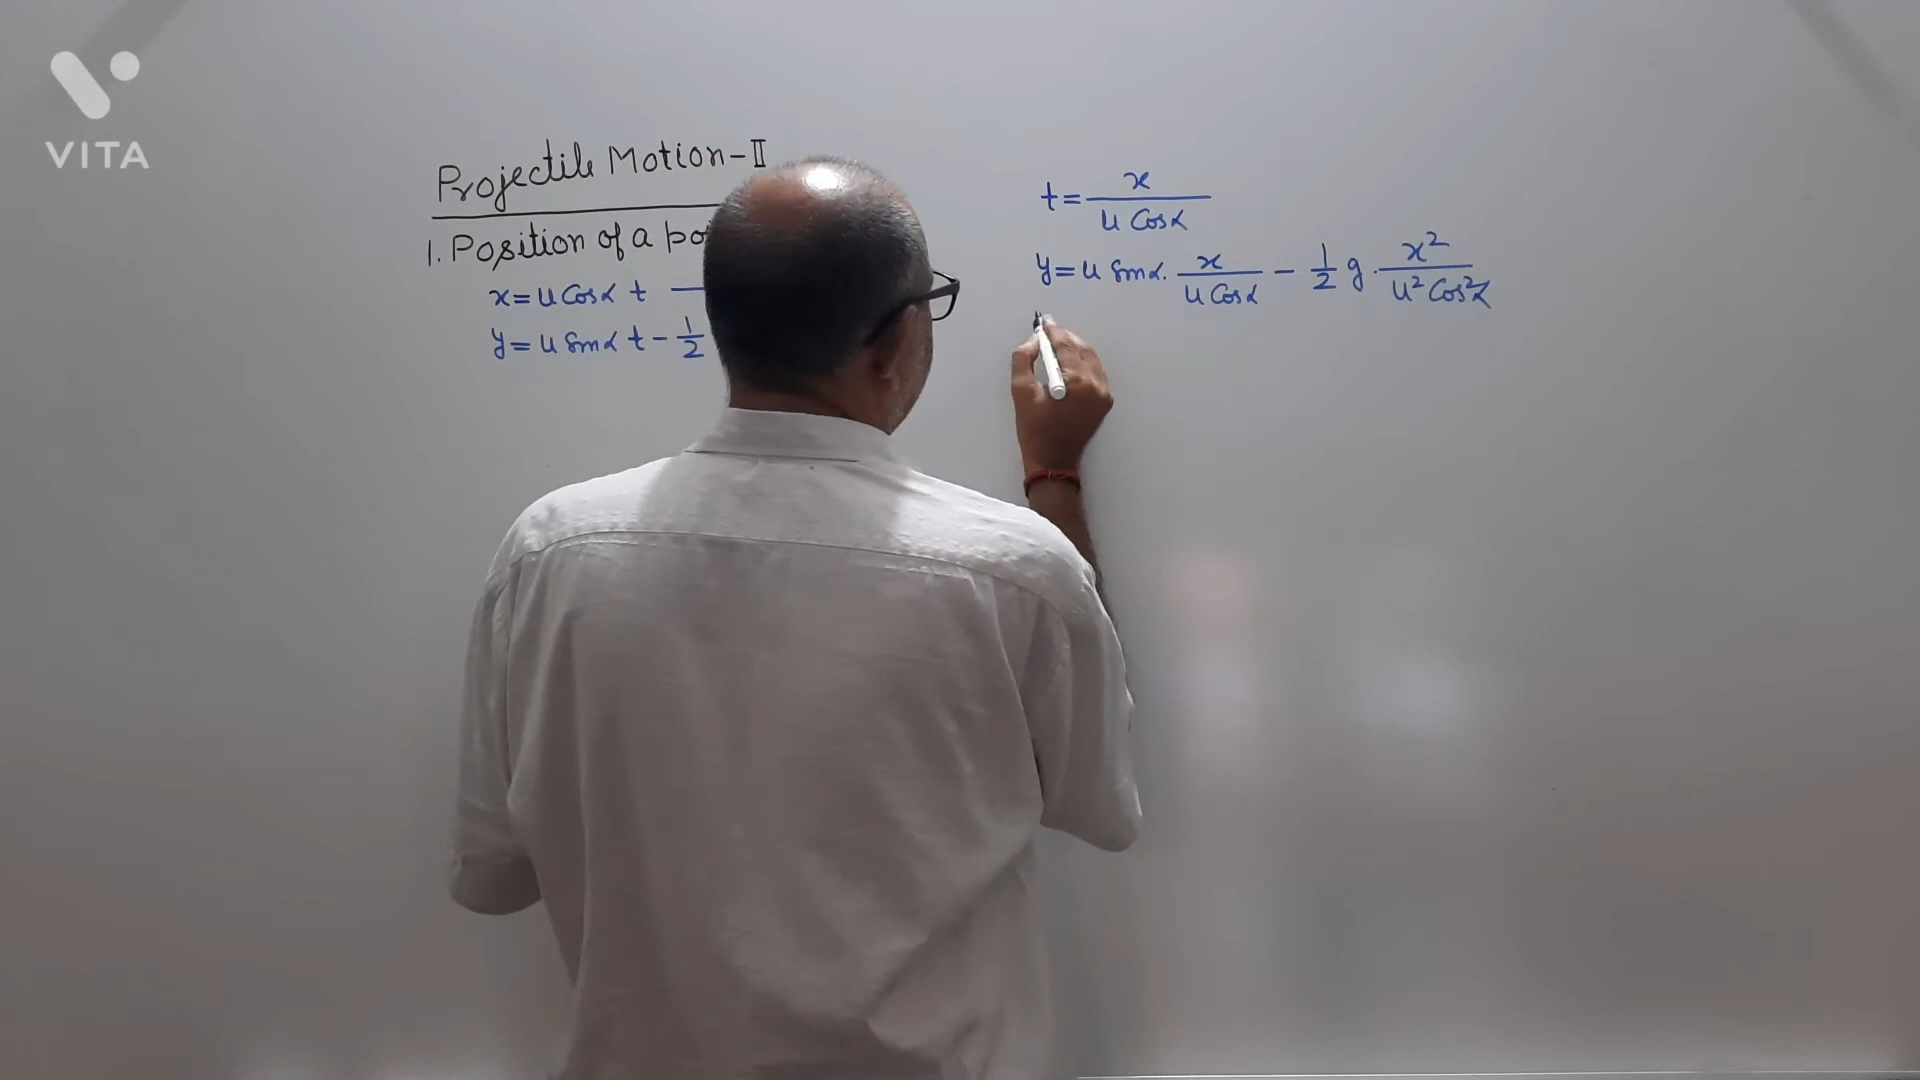 VITA
Projectile Motion-II
1. Position of a
x = u Cosα t —
y = u Sinα t - 1/2
t = x / u Cosα
y = u Sinα . x / u Cosα - 1/2 g . x² / u² Cos²α